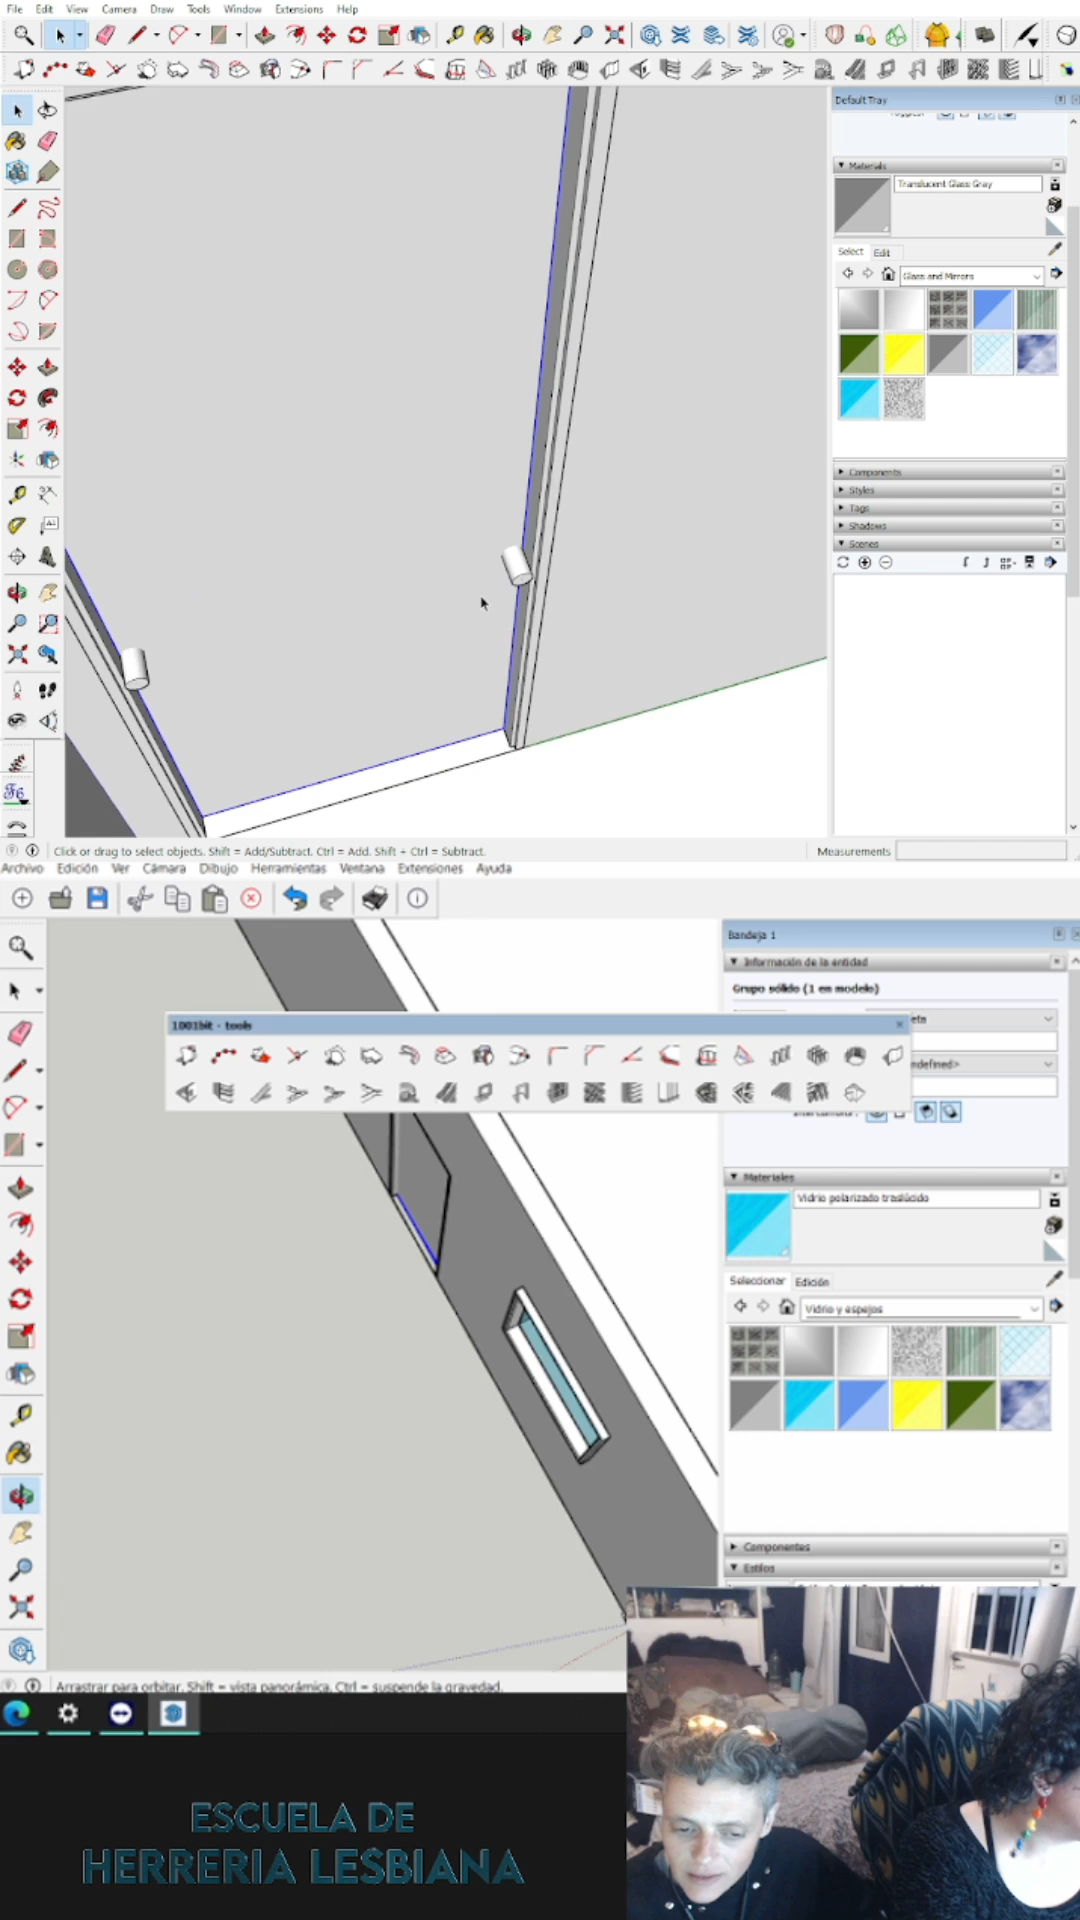 File Edit View Camera Draw Tools Window Extensions Help
Default Tray
Materials
Translucent Glass Gray
Select Edit
Glass and Mirrors
Components
Styles
Tags
Shadows
Scenes
Click or drag to select objects. Shift = Add/Subtract. Ctrl = Add. Shift + Ctrl = Subtract.
Measurements
Archivo Edición Ver Cámara Dibujo Herramientas Ventana Extensiones Ayuda
Bandeja 1
Información de la entidad
Grupo sólido (1 en modelo)
1001bit - tools
Materiales
Vidrio polarizado traslúcido
Seleccionar Edición
Vidrio y espejos
Componentes
Estilos
Arrastrar para orbitar. Shift = vista panorámica, Ctrl = suspende la gravedad.
ESCUELA DE
HERRERIA LESBIANA